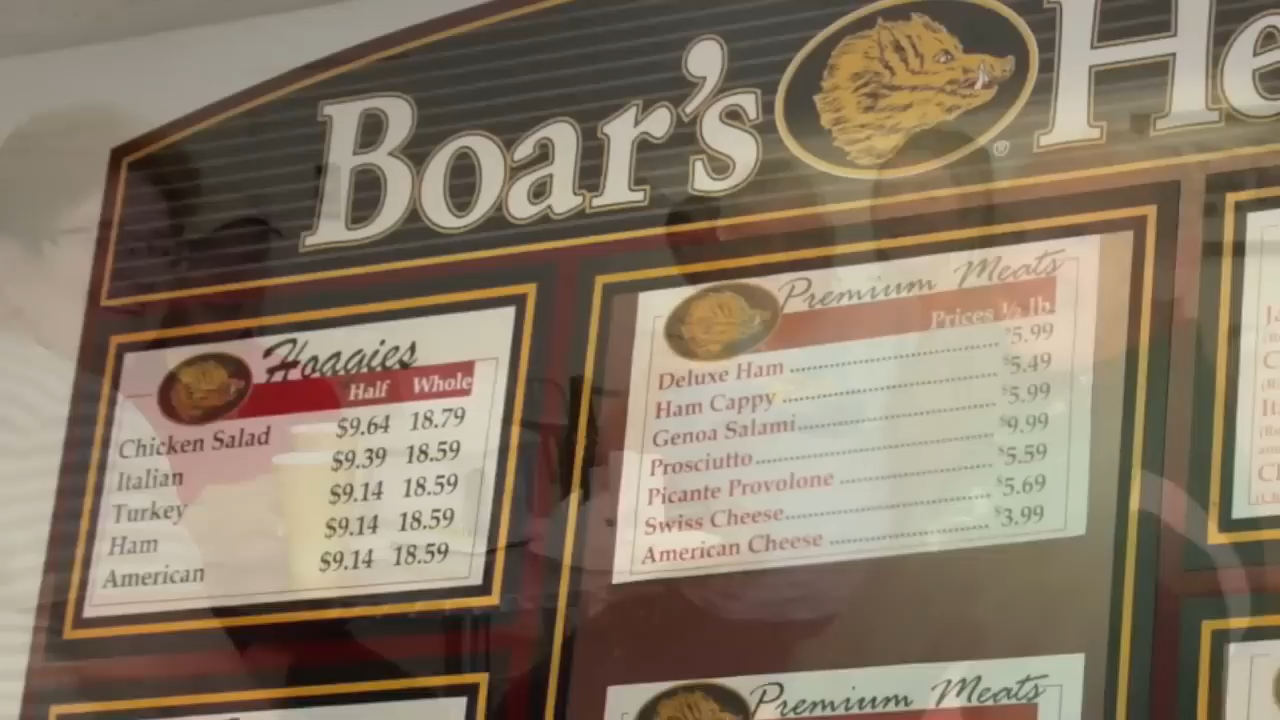 Boar's He
®
Hoagies
Half Whole
Chicken Salad $9.64 18.79
Italian $9.39 18.59
Turkey $9.14 18.59
Ham $9.14 18.59
American $9.14 18.59
Premium Meats
Prices ½ lb.
Deluxe Ham $5.99
Ham Cappy $5.49
Genoa Salami $5.99
Prosciutto $9.99
Picante Provolone $5.59
Swiss Cheese $5.69
American Cheese $3.99
Premium Meats